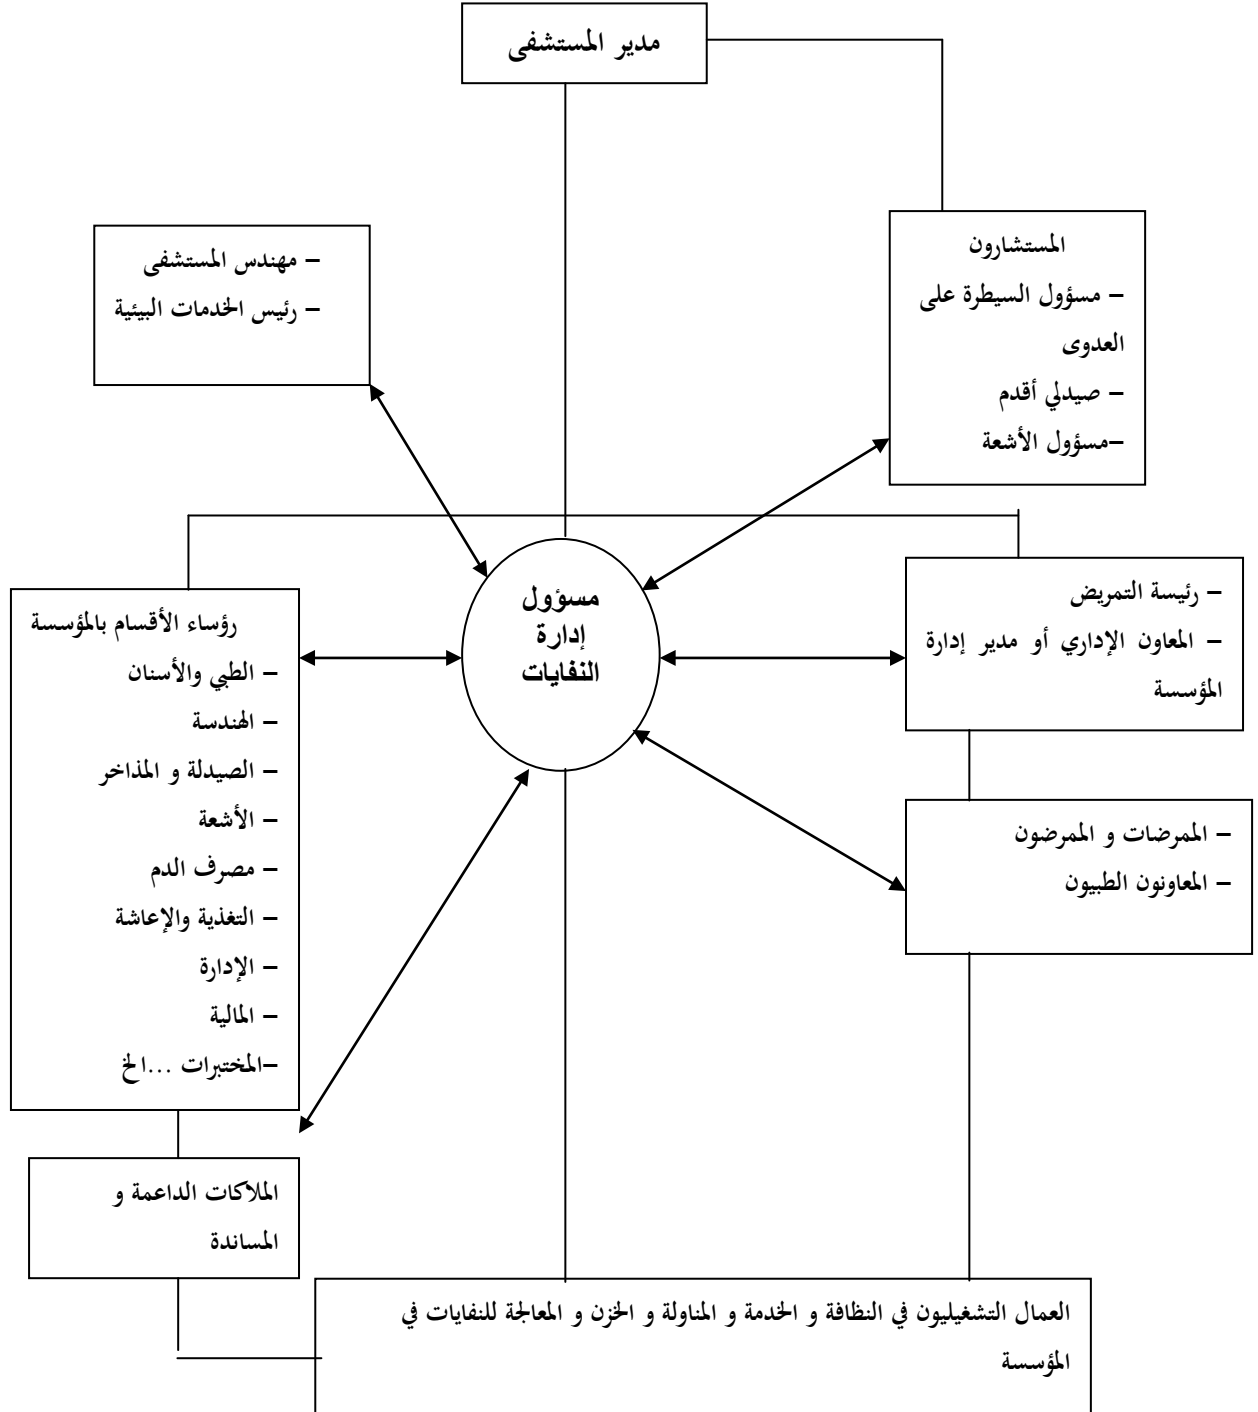 مدير المستشفى
المستشارون
– مسؤول السيطرة على
العدوى
– صيدلي أقدم
–مسؤول الأشعة
– مهندس المستشفى
– رئيس الخدمات البيئية
مسؤول
إدارة
النفايات
– رئيسة التمريض
– المعاون الإداري أو مدير إدارة
المؤسسة
رؤساء الأقسام بالمؤسسة
– الطبي والأسنان
– الهندسة
– الصيدلة و المذاخر
– الأشعة
– مصرف الدم
– التغذية والإعاشة
– الإدارة
– المالية
–المختبرات ...الخ
– الممرضات و الممرضون
– المعاونون الطبيون
الملاكات الداعمة و
المساندة
العمال التشغيليون في النظافة و الخدمة و المناولة و الخزن و المعالجة للنفايات في
المؤسسة